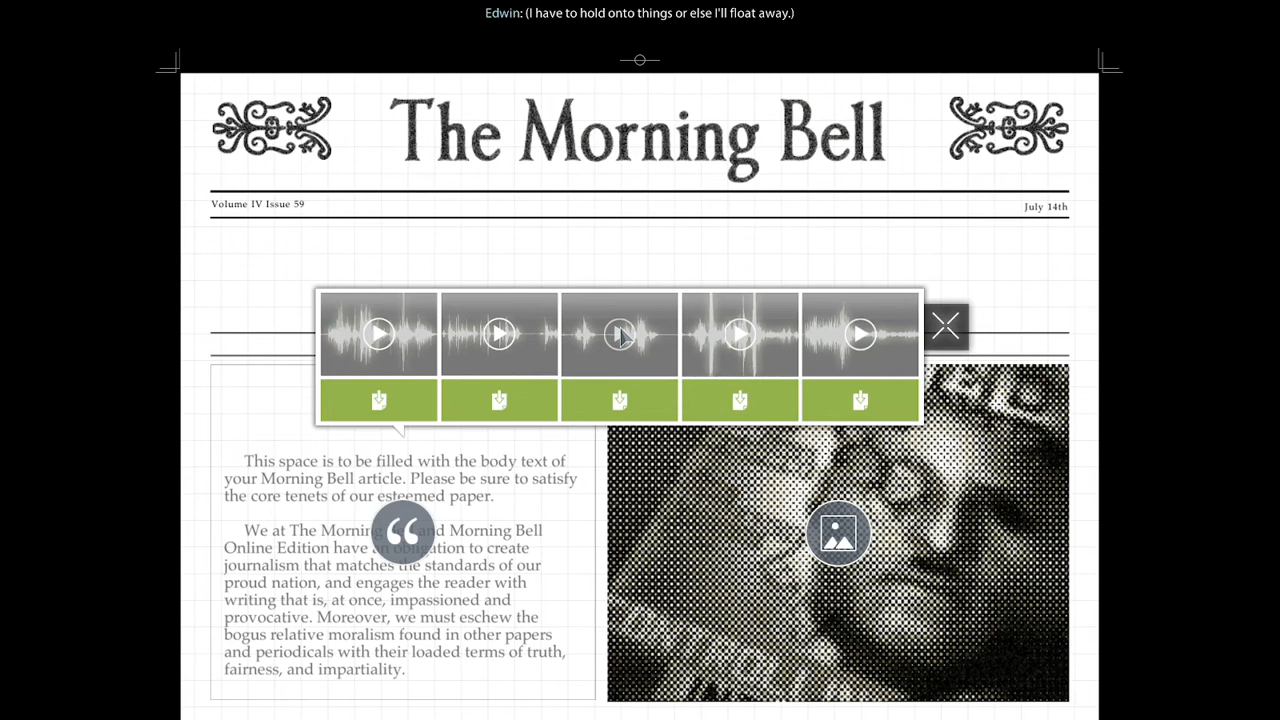 Edwin: (I have to hold onto things or else I'll float away.)
The Morning Bell
Volume IV Issue 59
July 14th
This space is to be filled with the body text of
your Morning Bell article. Please be sure to satisfy
the core tenets of our esteemed paper.
We at The Morning and Morning Bell
Online Edition have an obligation to create
journalism that matches the standards of our
proud nation, and engages the reader with
writing that is, at once, impassioned and
provocative. Moreover, we must eschew the
bogus relative moralism found in other papers
and periodicals with their loaded terms of truth,
fairness, and impartiality.